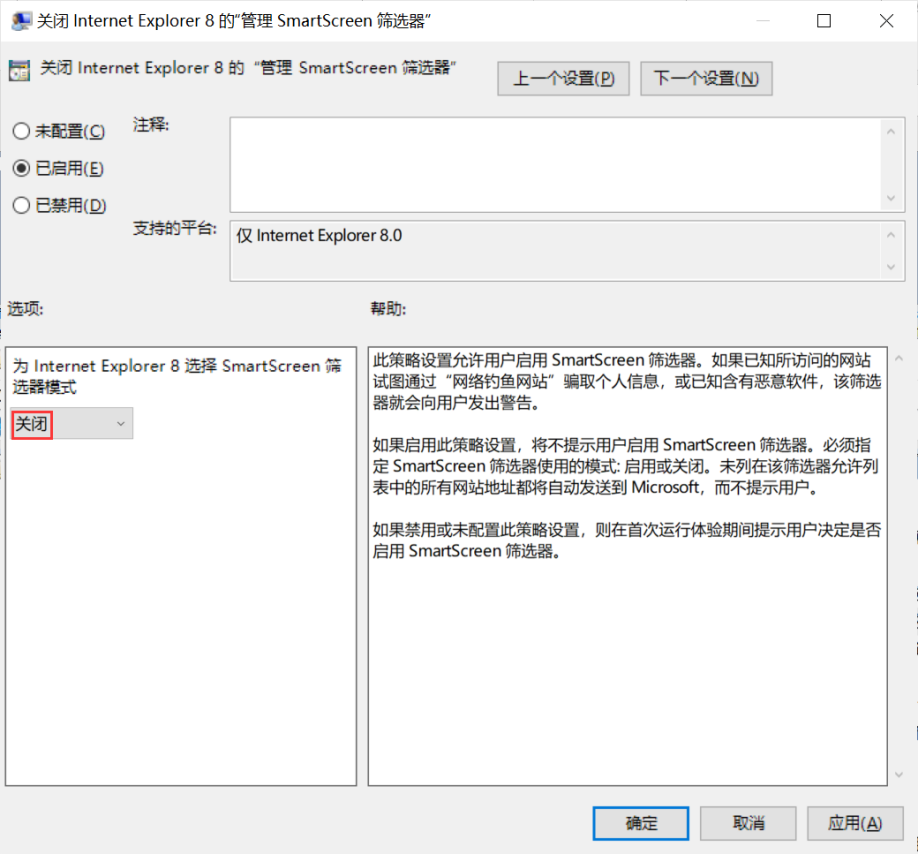 关闭 Internet Explorer 8 的“管理 SmartScreen 筛选器”
关闭 Internet Explorer 8 的 “管理 SmartScreen 筛选器”
上一个设置(P)
下一个设置(N)
未配置(C)
注释:
已启用(E)
已禁用(D)
支持的平台:
仅 Internet Explorer 8.0
选项:
帮助:
为 Internet Explorer 8 选择 SmartScreen 筛
选器模式
关闭
此策略设置允许用户启用 SmartScreen 筛选器。如果已知所访问的网站
试图通过“网络钓鱼网站”骗取个人信息，或已知含有恶意软件，该筛选
器就会向用户发出警告。
如果启用此策略设置，将不提示用户启用 SmartScreen 筛选器。必须指
定 SmartScreen 筛选器使用的模式: 启用或关闭。未列在该筛选器允许列
表中的所有网站地址都将自动发送到 Microsoft，而不提示用户。
如果禁用或未配置此策略设置，则在首次运行体验期间提示用户决定是否
启用 SmartScreen 筛选器。
确定
取消
应用(A)